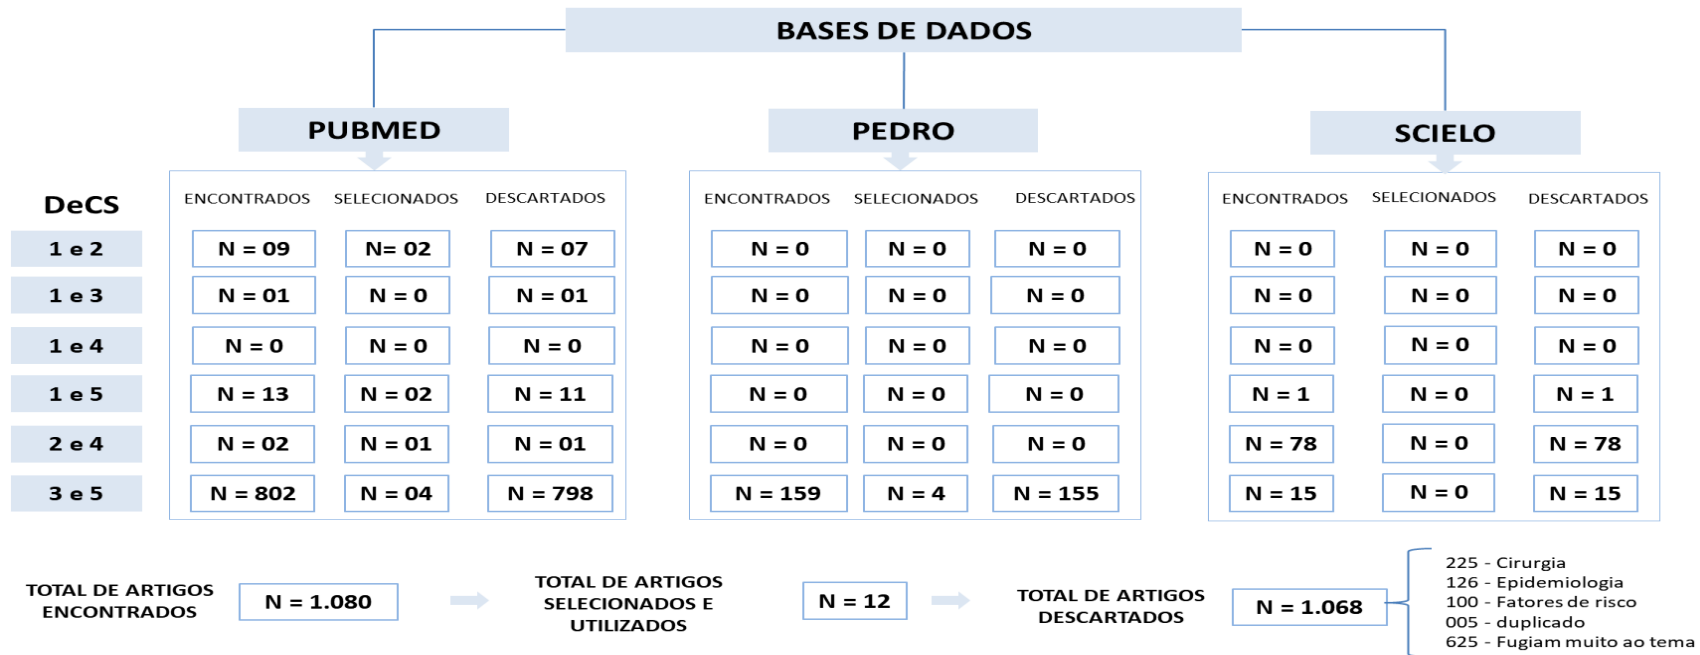 BASES DE DADOS
PUBMED
PEDRO
SCIELO
DeCS
ENCONTRADOS SELECIONADOS DESCARTADOS
ENCONTRADOS SELECIONADOS DESCARTADOS
ENCONTRADOS SELECIONADOS DESCARTADOS
1 e 2 N = 09 N= 02 N = 07 N = 0 N = 0 N = 0 N = 0 N = 0 N = 0
1 e 3 N = 01 N = 0 N = 01 N = 0 N = 0 N = 0 N = 0 N = 0 N = 0
1 e 4 N = 0 N = 0 N = 0 N = 0 N = 0 N = 0 N = 0 N = 0 N = 0
1 e 5 N = 13 N = 02 N = 11 N = 0 N = 0 N = 0 N = 1 N = 0 N = 1
2 e 4 N = 02 N = 01 N = 01 N = 0 N = 0 N = 0 N = 78 N = 0 N = 78
3 e 5 N = 802 N = 04 N = 798 N = 159 N = 4 N = 155 N = 15 N = 0 N = 15
TOTAL DE ARTIGOS
ENCONTRADOS
N = 1.080
TOTAL DE ARTIGOS
SELECIONADOS E
UTILIZADOS
N = 12
TOTAL DE ARTIGOS
DESCARTADOS
N = 1.068
225 - Cirurgia
126 - Epidemiologia
100 - Fatores de risco
005 - duplicado
625 - Fugiam muito ao tema